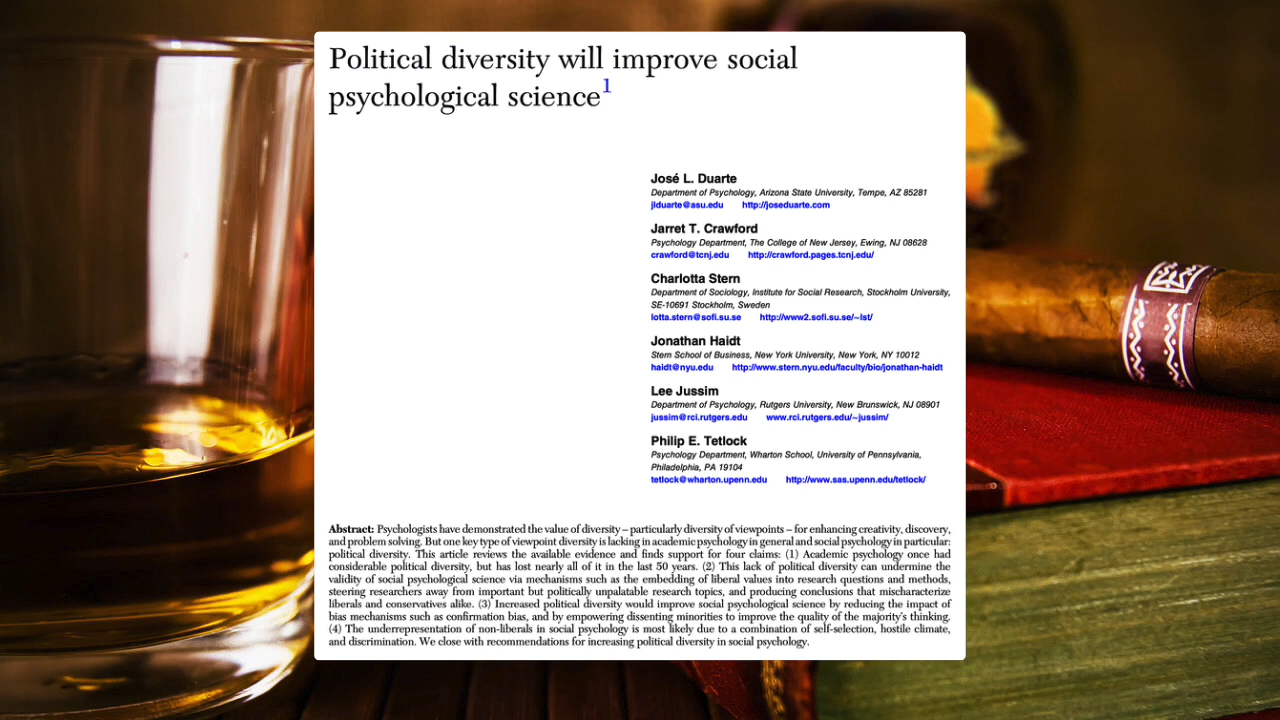 Political diversity will improve social
psychological science1
José L. Duarte
Department of Psychology, Arizona State University, Tempe, AZ 85281
jlduarte@asu.edu http://joseduarte.com
Jarret T. Crawford
Psychology Department, The College of New Jersey, Ewing, NJ 08628
crawford@tcnj.edu http://crawford.pages.tcnj.edu/
Charlotta Stern
Department of Sociology, Institute for Social Research, Stockholm University,
SE-10691 Stockholm, Sweden
lotta.stern@sofi.su.se http://www2.sofi.su.se/~lst/
Jonathan Haidt
Stern School of Business, New York University, New York, NY 10012
haidt@nyu.edu http://www.stern.nyu.edu/faculty/bio/jonathan-haidt
Lee Jussim
Department of Psychology, Rutgers University, New Brunswick, NJ 08901
jussim@rci.rutgers.edu www.rci.rutgers.edu/~jussim/
Philip E. Tetlock
Psychology Department, Wharton School, University of Pennsylvania,
Philadelphia, PA 19104
tetlock@wharton.upenn.edu http://www.sas.upenn.edu/tetlock/
Abstract: Psychologists have demonstrated the value of diversity – particularly diversity of viewpoints – for enhancing creativity, discovery,
and problem solving. But one key type of viewpoint diversity is lacking in academic psychology in general and social psychology in particular:
political diversity. This article reviews the available evidence and finds support for four claims: (1) Academic psychology once had
considerable political diversity, but has lost nearly all of it in the last 50 years. (2) This lack of political diversity can undermine the
validity of social psychological science via mechanisms such as the embedding of liberal values into research questions and methods,
steering researchers away from important but politically unpalatable research topics, and producing conclusions that mischaracterize
liberals and conservatives alike. (3) Increased political diversity would improve social psychological science by reducing the impact of
bias mechanisms such as confirmation bias, and by empowering dissenting minorities to improve the quality of the majority's thinking.
(4) The underrepresentation of non-liberals in social psychology is most likely due to a combination of self-selection, hostile climate,
and discrimination. We close with recommendations for increasing political diversity in social psychology.